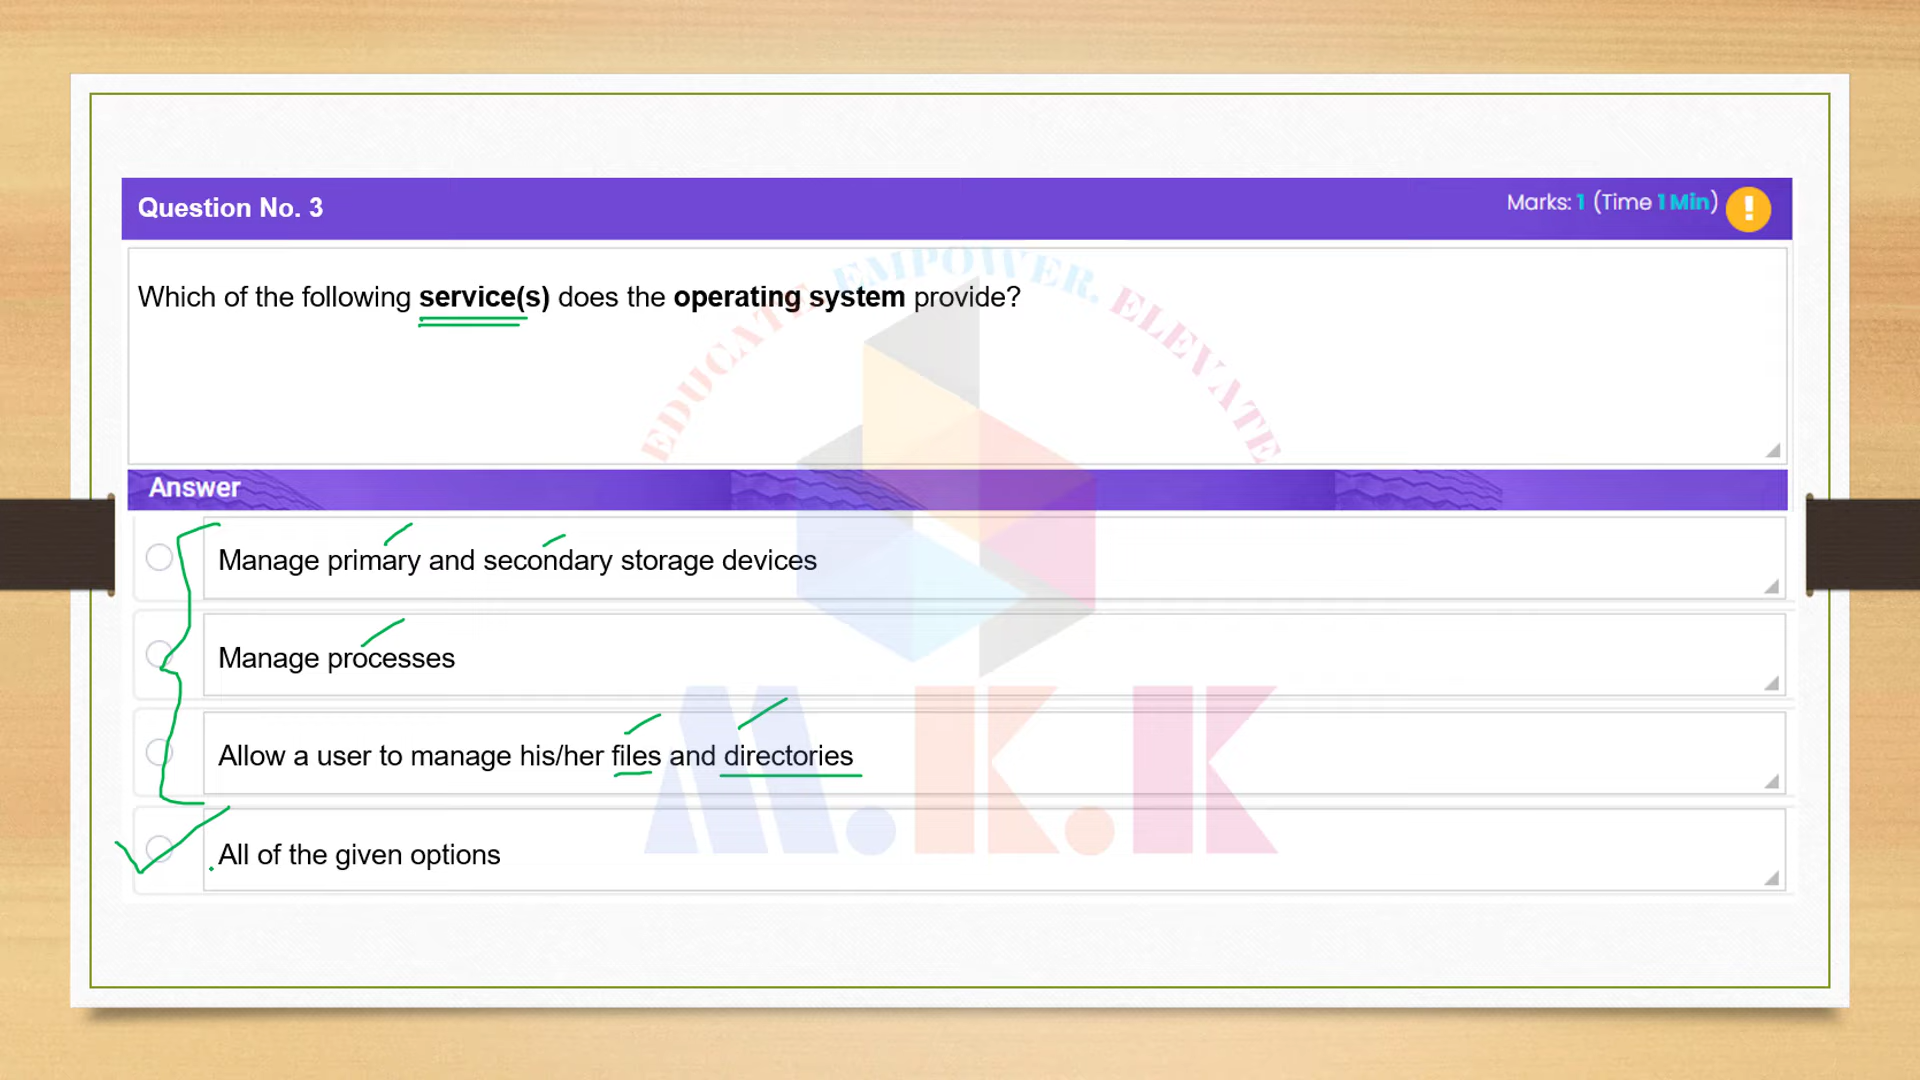 Question No. 3
Marks: 1 (Time 1 Min)
Which of the following service(s) does the operating system provide?
EDUCATE. EMPOWER. ELEVATE
Answer
Manage primary and secondary storage devices
Manage processes
Allow a user to manage his/her files and directories
All of the given options
M.K.K